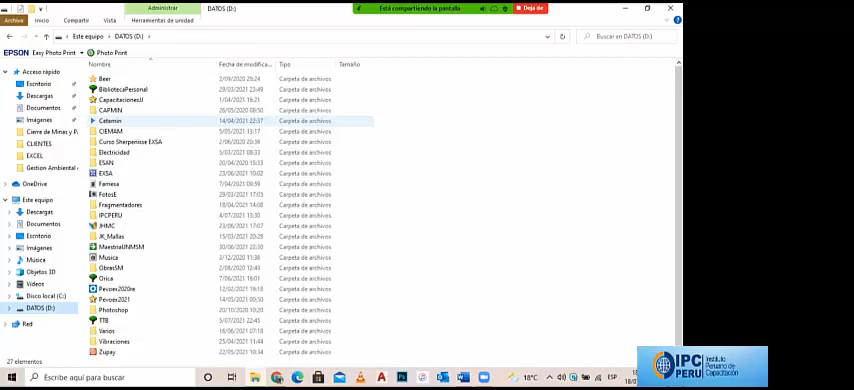 Administrar
DATOS (D:)
Está compartiendo la pantalla
Deja de
Archivo Inicio Compartir Vista Herramientas de unidad
Este equipo > DATOS (D:) >
Buscar en DATOS (D:)
EPSON Easy Photo Print Photo Print
Nombre Fecha de modifica... Tipo Tamaño
Acceso rápido
Escritorio
Descargas
Documentos
Imágenes
Cierre de Minas y Pa
CLIENTES
EXCEL
Gestion Ambiental
OneDrive
Este equipo
Descargas
Documentos
Escritorio
Imágenes
Música
Objetos 3D
Vídeos
Disco local (C:)
DATOS (D:)
Red
Beer 2/09/2020 20:24 Carpeta de archivos
BibliotecaPersonal 29/03/2021 23:49 Carpeta de archivos
CapacitacionesJJ 1/04/2021 16:21 Carpeta de archivos
CAPMIN 26/05/2020 08:50 Carpeta de archivos
Cetemin 14/04/2021 22:37 Carpeta de archivos
CIEMAM 5/05/2021 13:17 Carpeta de archivos
Curso Sherpenisse EXSA 2/06/2020 20:36 Carpeta de archivos
Electricidad 5/03/2021 08:33 Carpeta de archivos
ESAN 20/04/2020 15:33 Carpeta de archivos
EXSA 23/06/2021 10:02 Carpeta de archivos
Famesa 7/04/2021 09:59 Carpeta de archivos
FotosE 29/03/2021 17:05 Carpeta de archivos
Fragmentadores 18/04/2021 14:08 Carpeta de archivos
IPCPERU 4/07/2021 13:30 Carpeta de archivos
JHMC 23/06/2021 17:07 Carpeta de archivos
JK_Mallas 15/03/2021 20:28 Carpeta de archivos
MaestriaUNMSM 30/06/2021 22:30 Carpeta de archivos
Musica 3/12/2020 11:38 Carpeta de archivos
ObrasSM 2/08/2020 12:43 Carpeta de archivos
Orica 7/06/2021 16:01 Carpeta de archivos
Pevoex2020re 12/02/2021 19:18 Carpeta de archivos
Pevoex2021 14/05/2021 00:50 Carpeta de archivos
Photoshop 20/10/2020 10:20 Carpeta de archivos
TTB 5/07/2021 22:45 Carpeta de archivos
Varios 16/06/2021 07:18 Carpeta de archivos
Vibraciones 25/04/2021 11:44 Carpeta de archivos
Zupay 22/05/2021 10:34 Carpeta de archivos
27 elementos
Escribe aquí para buscar
18°C
ESP
IPC PERU
Instituto
Peruano de
Capacitación